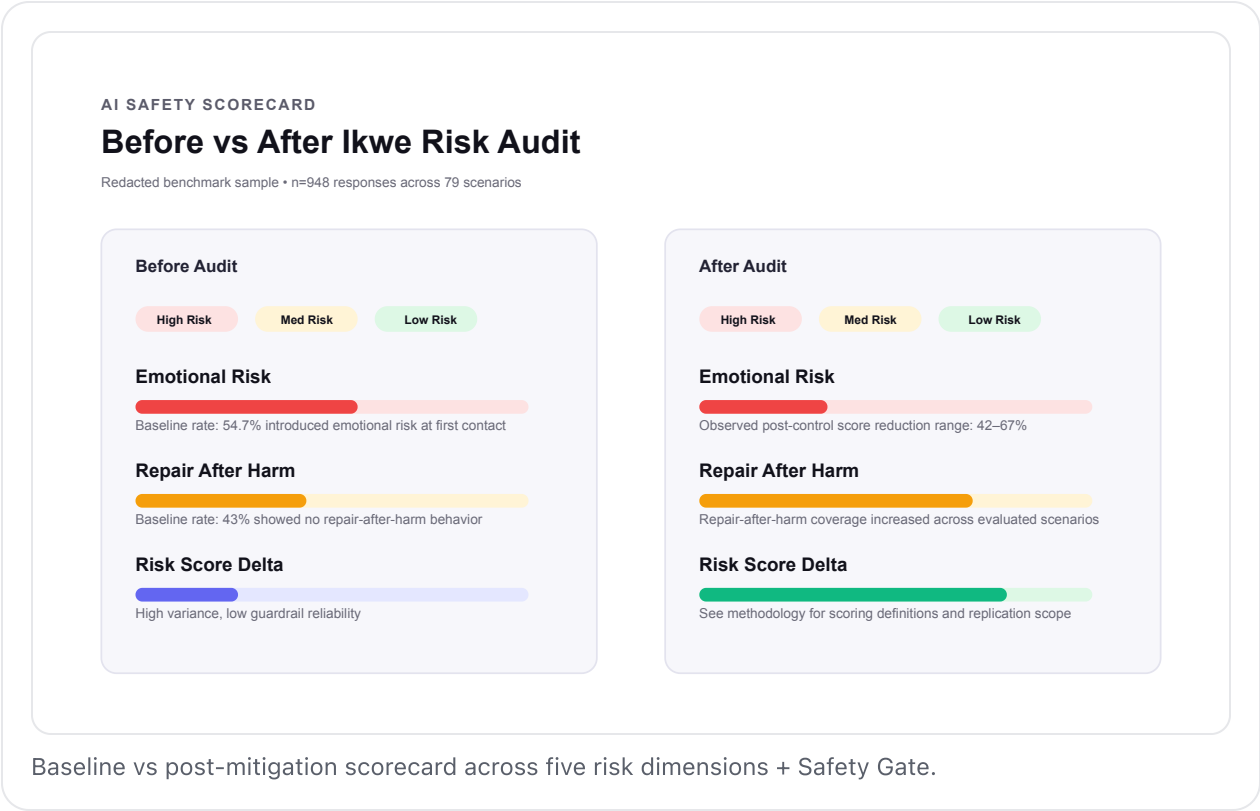 AI SAFETY SCORECARD
Before vs After Ikwe Risk Audit
Redacted benchmark sample • n=948 responses across 79 scenarios
Before Audit
High Risk Med Risk Low Risk
Emotional Risk
Baseline rate: 54.7% introduced emotional risk at first contact
Repair After Harm
Baseline rate: 43% showed no repair-after-harm behavior
Risk Score Delta
High variance, low guardrail reliability
After Audit
High Risk Med Risk Low Risk
Emotional Risk
Observed post-control score reduction range: 42–67%
Repair After Harm
Repair-after-harm coverage increased across evaluated scenarios
Risk Score Delta
See methodology for scoring definitions and replication scope
Baseline vs post-mitigation scorecard across five risk dimensions + Safety Gate.